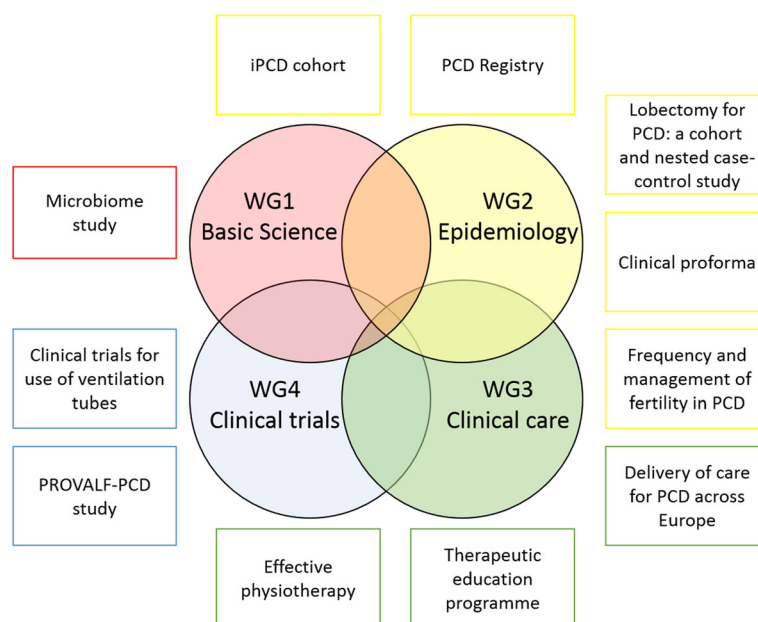 iPCD cohort
PCD Registry
Lobectomy for
PCD: a cohort
and nested case-
control study
Microbiome
study
WG1
Basic Science
WG2
Epidemiology
Clinical proforma
Clinical trials for
use of ventilation
tubes
WG4
Clinical trials
WG3
Clinical care
Frequency and
management of
fertility in PCD
PROVALF-PCD
study
Delivery of care
for PCD across
Europe
Effective
physiotherapy
Therapeutic
education
programme